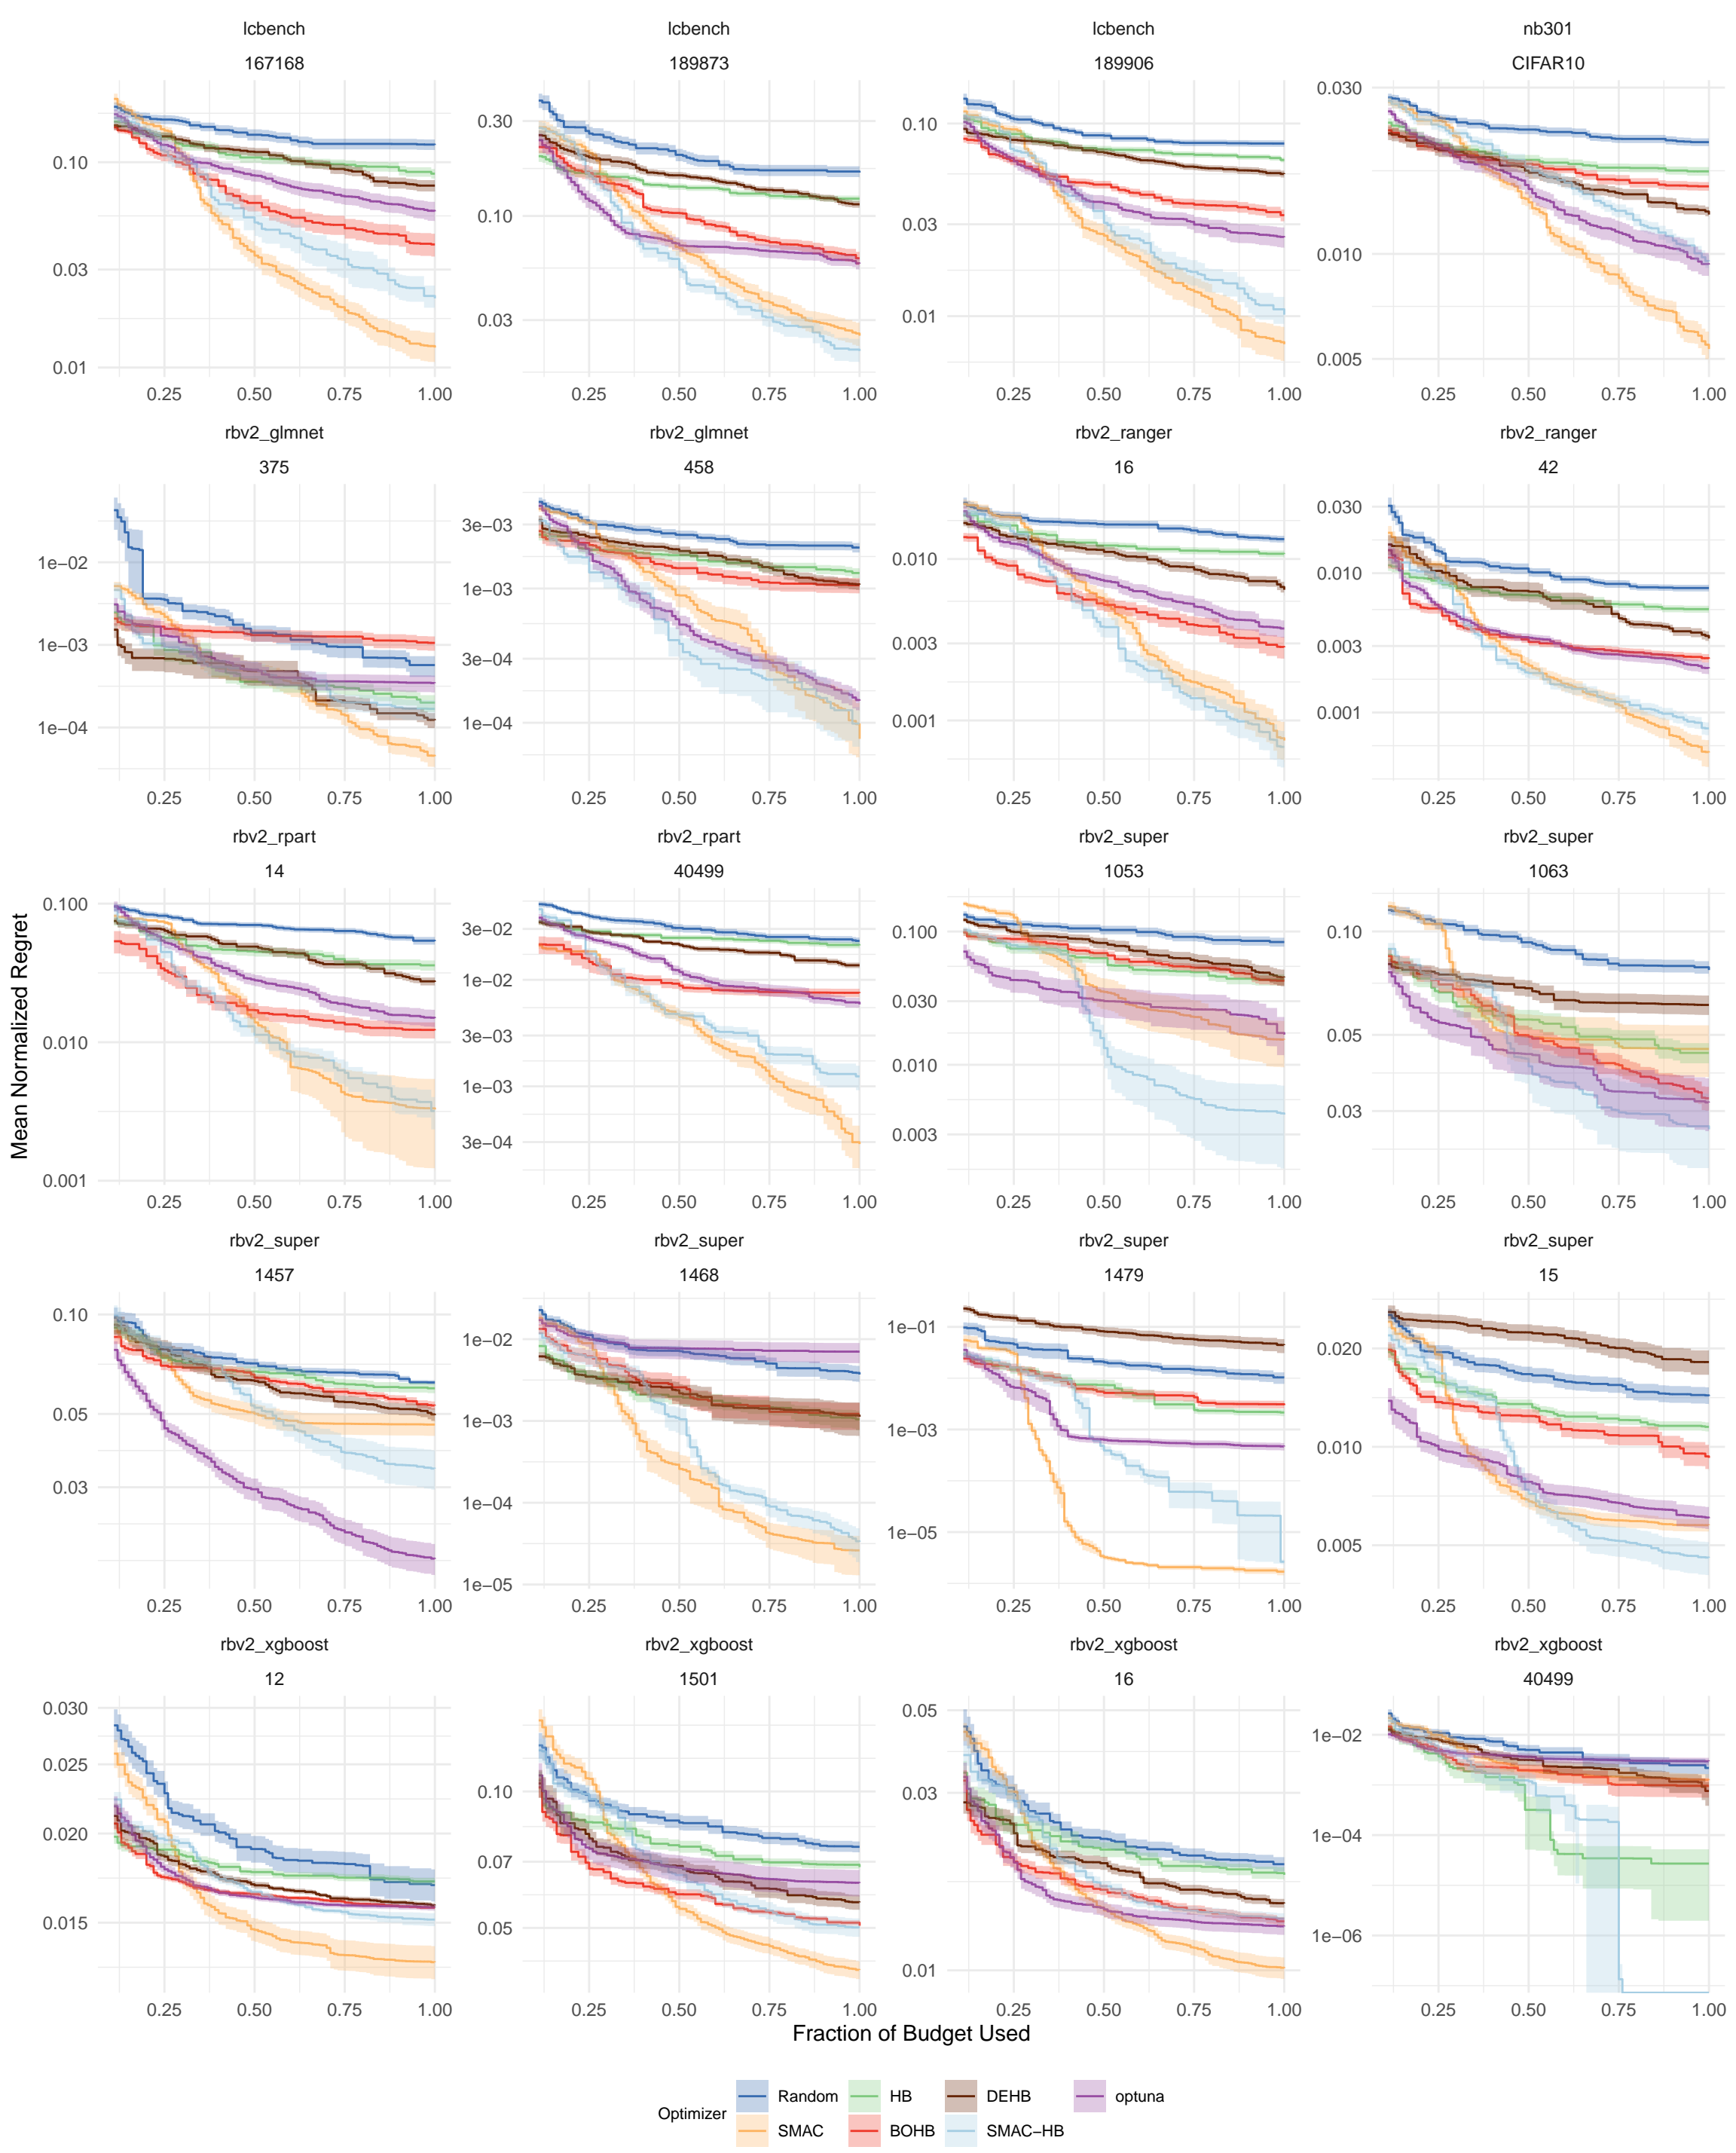 lcbench lcbench lcbench nb301
167168 189873 189906 CIFAR10
0.10 0.03 0.01
0.30 0.10 0.03
0.10 0.03 0.01
0.030 0.010 0.005
0.25 0.50 0.75 1.00 0.25 0.50 0.75 1.00 0.25 0.50 0.75 1.00 0.25 0.50 0.75 1.00
rbv2_glmnet rbv2_glmnet rbv2_ranger rbv2_ranger
375 458 16 42
1e−02 1e−03 1e−04
3e−03 1e−03 3e−04 1e−04
0.010 0.003 0.001
0.030 0.010 0.003 0.001
0.25 0.50 0.75 1.00 0.25 0.50 0.75 1.00 0.25 0.50 0.75 1.00 0.25 0.50 0.75 1.00
rbv2_rpart rbv2_rpart rbv2_super rbv2_super
14 40499 1053 1063
0.100 0.010 0.001
3e−02 1e−02 3e−03 1e−03 3e−04
0.100 0.030 0.010 0.003
0.10 0.05 0.03
0.25 0.50 0.75 1.00 0.25 0.50 0.75 1.00 0.25 0.50 0.75 1.00 0.25 0.50 0.75 1.00
Mean Normalized Regret
rbv2_super rbv2_super rbv2_super rbv2_super
1457 1468 1479 15
0.10 0.05 0.03
1e−02 1e−03 1e−04 1e−05
1e−01 1e−03 1e−05
0.020 0.010 0.005
0.25 0.50 0.75 1.00 0.25 0.50 0.75 1.00 0.25 0.50 0.75 1.00 0.25 0.50 0.75 1.00
rbv2_xgboost rbv2_xgboost rbv2_xgboost rbv2_xgboost
12 1501 16 40499
0.030 0.025 0.020 0.015
0.10 0.07 0.05
0.05 0.03 0.01
1e−02 1e−04 1e−06
0.25 0.50 0.75 1.00 0.25 0.50 0.75 1.00 0.25 0.50 0.75 1.00 0.25 0.50 0.75 1.00
Fraction of Budget Used
Optimizer
Random HB DEHB optuna
SMAC BOHB SMAC−HB